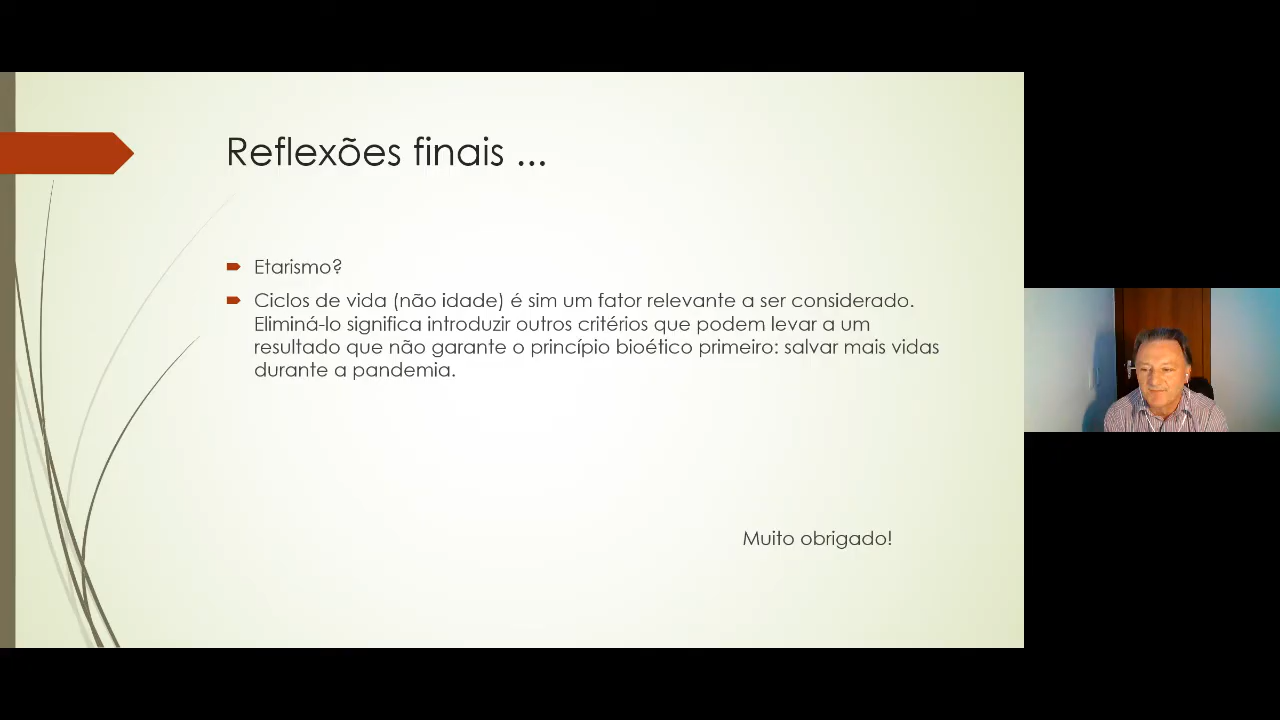 Reflexões finais ...
Etarismo?
Ciclos de vida (não idade) é sim um fator relevante a ser considerado.
Eliminá-lo significa introduzir outros critérios que podem levar a um
resultado que não garante o princípio bioético primeiro: salvar mais vidas
durante a pandemia.
Muito obrigado!